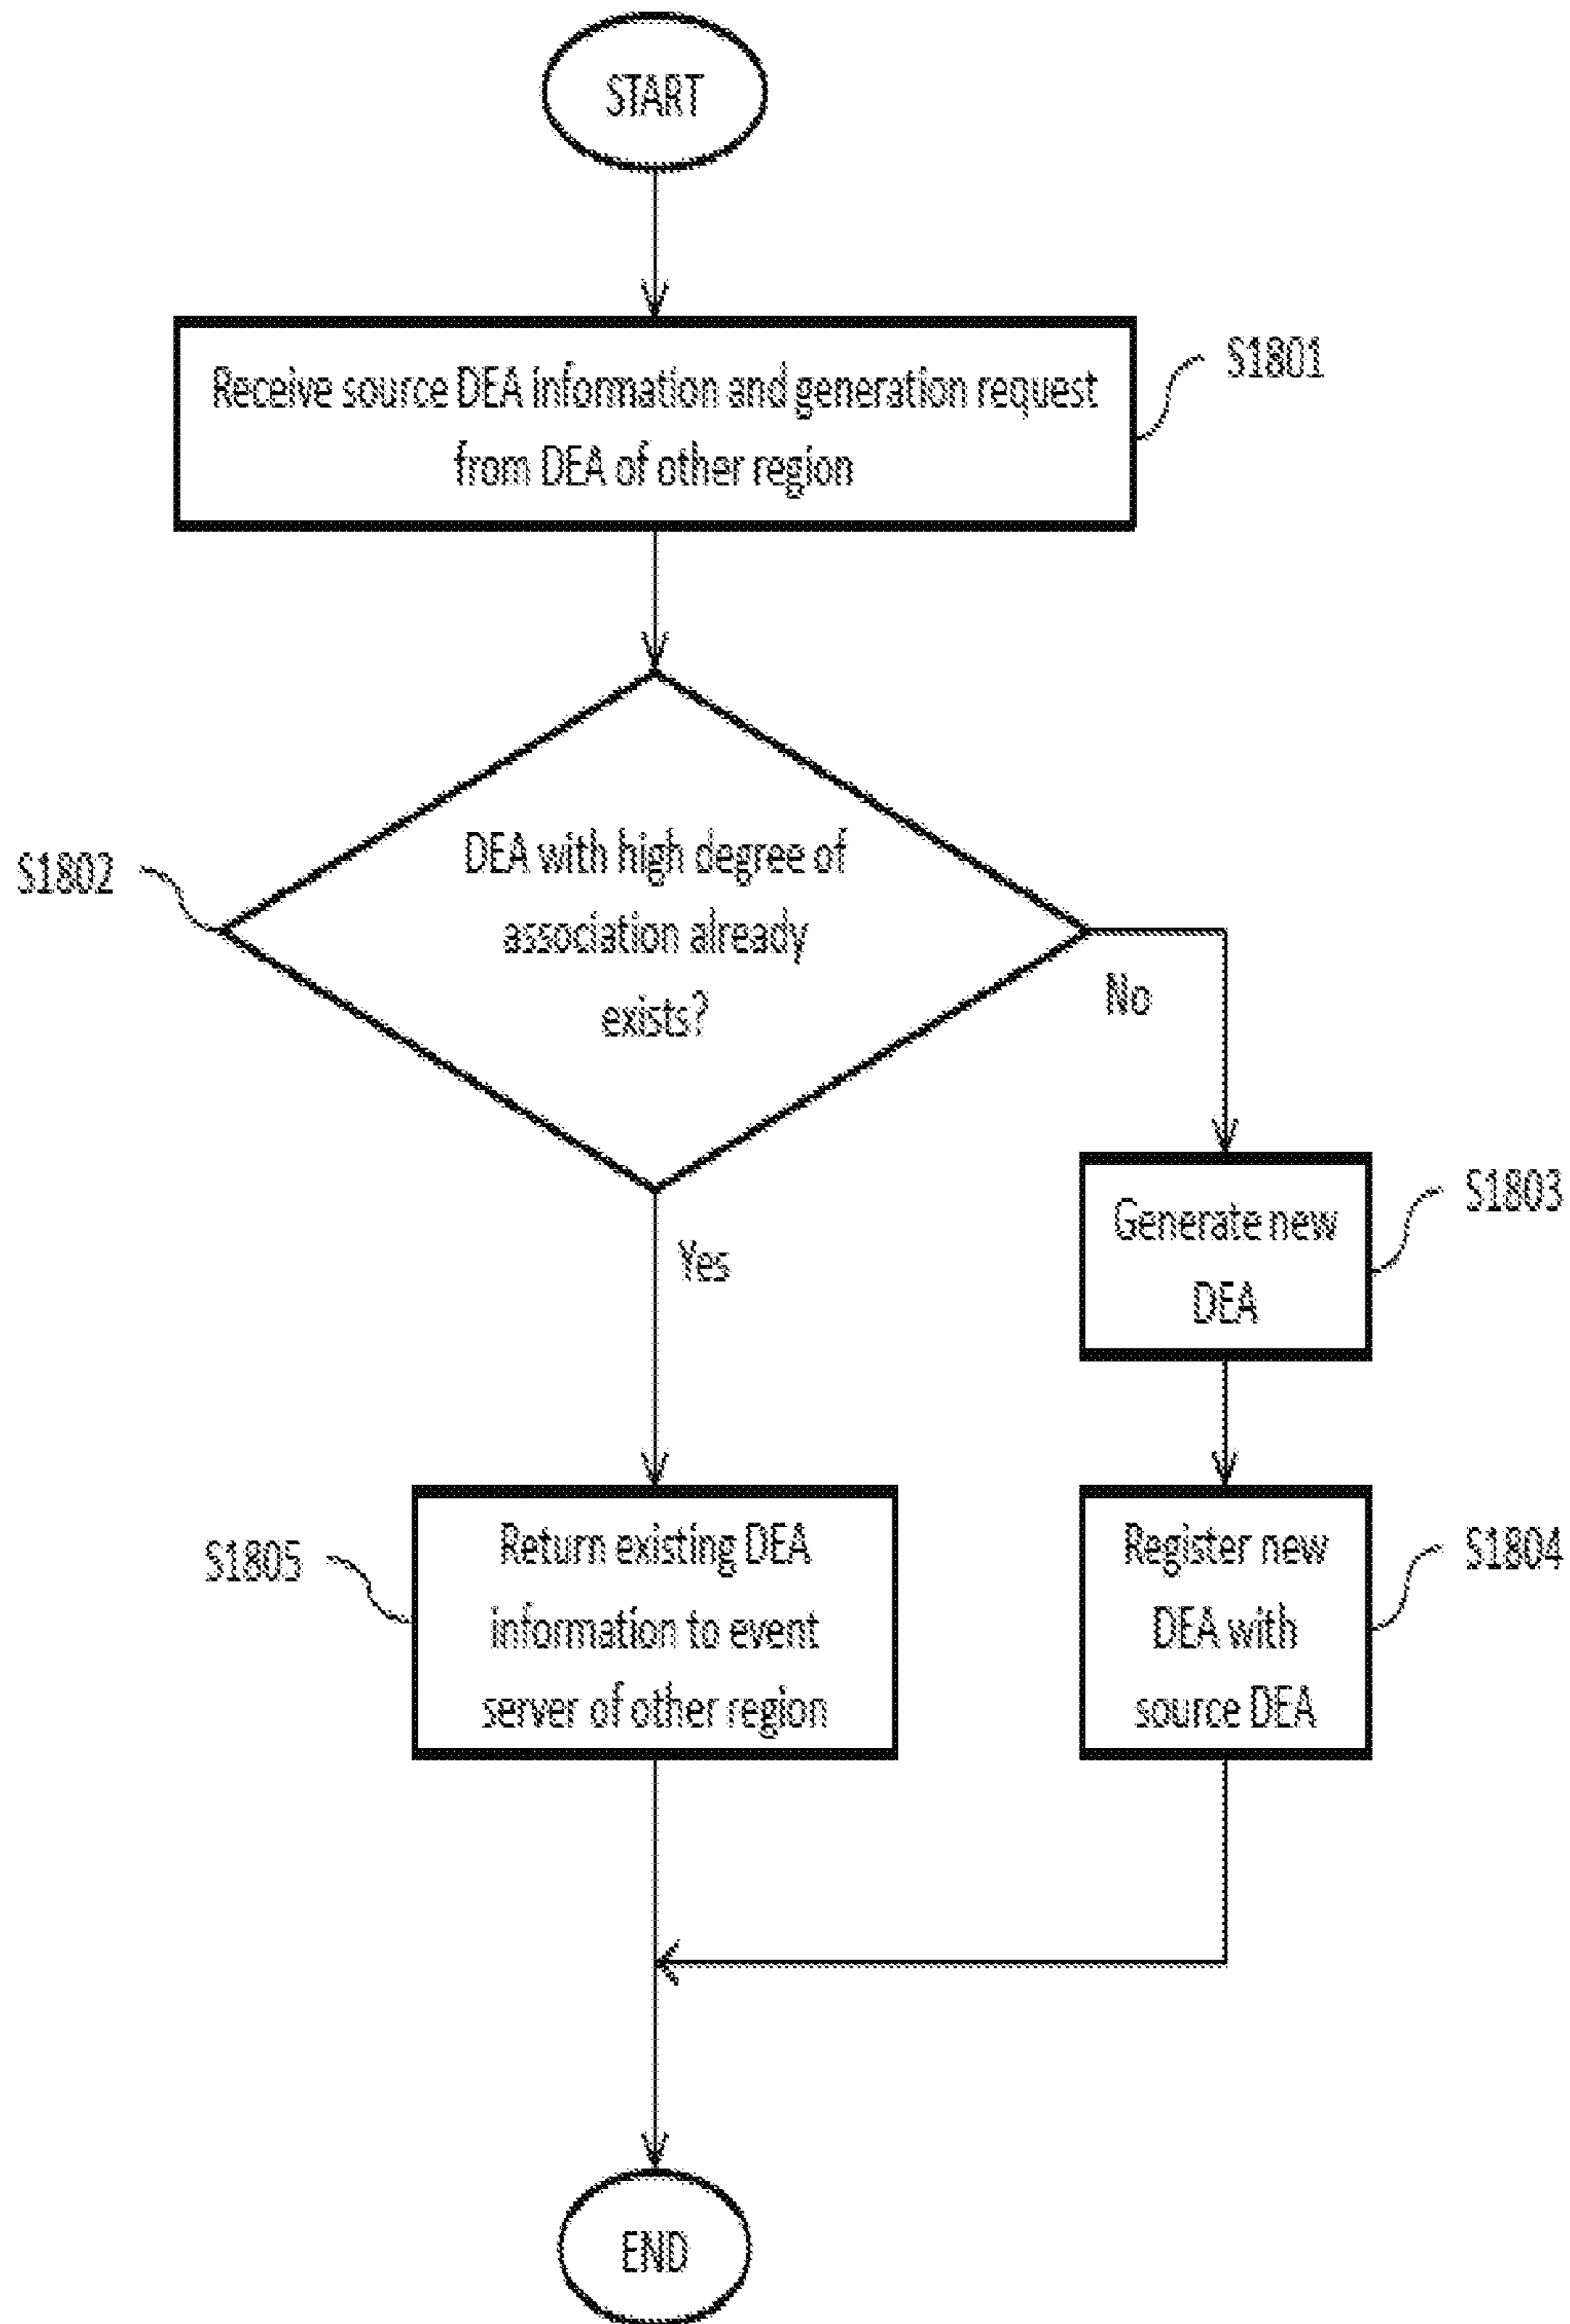 START
Receive source DEA information and generation request
from DEA of other region
S1801
DEA with high degree of
association already
exists?
S1802
No
Yes
Generate new
DEA
S1803
Return existing DEA
information to event
server of other region
S1805
Register new
DEA with
source DEA
S1804
END